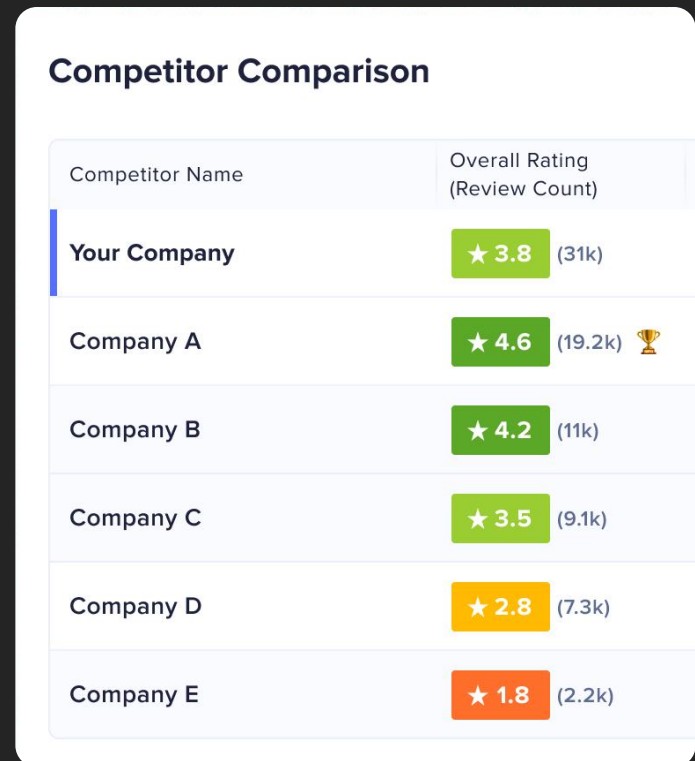 Competitor Comparison
Competitor Name
Overall Rating
(Review Count)
Your Company ★ 3.8 (31k)
Company A ★ 4.6 (19.2k) 🏆
Company B ★ 4.2 (11k)
Company C ★ 3.5 (9.1k)
Company D ★ 2.8 (7.3k)
Company E ★ 1.8 (2.2k)